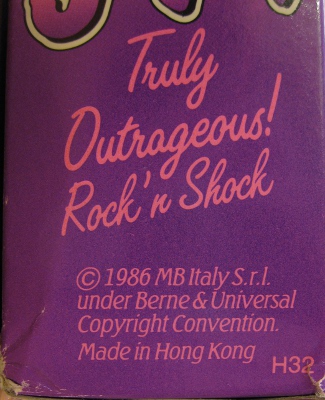 Truly
Outrageous!
Rock 'n Shock
© 1986 MB Italy S.r.l.
under Berne & Universal
Copyright Convention.
Made in Hong Kong
H32